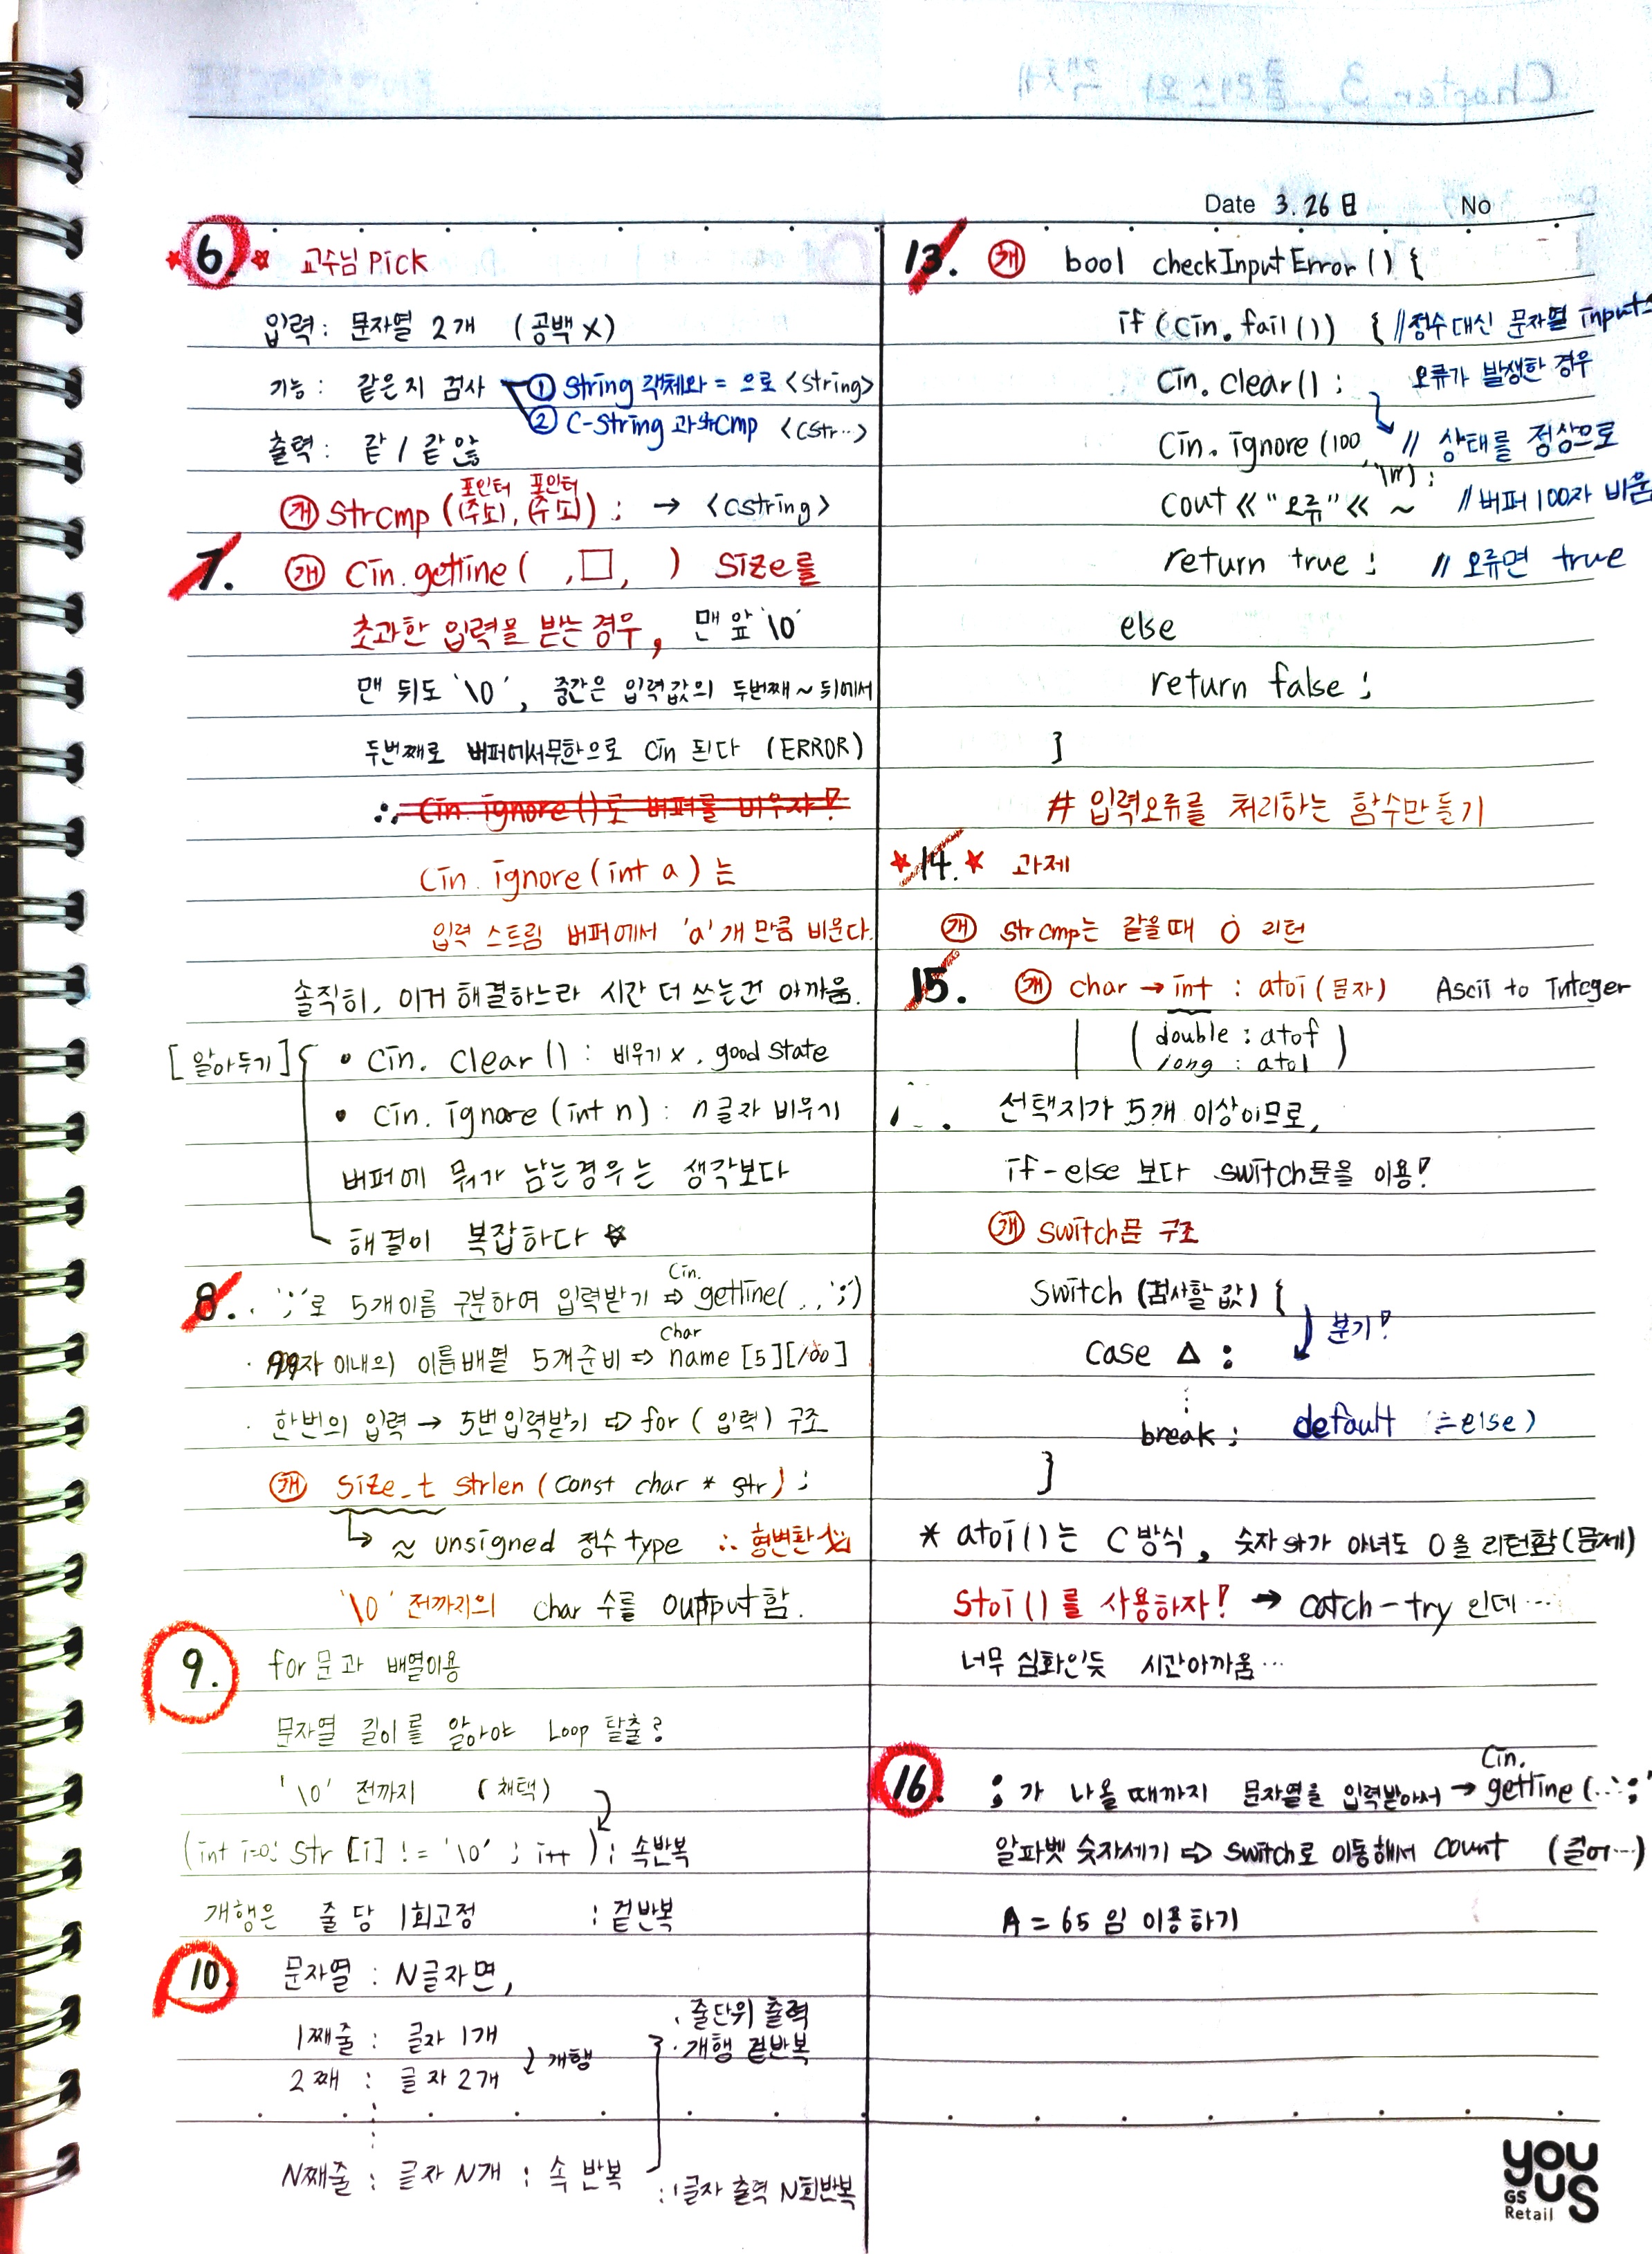 Chapter 3. 클래스와 객체
Date 3. 26 日 No
6. 교수님 Pick
입력: 문자열 2개 (공백 X)
기능: 같은지 검사 ① String 객체와 = 으로 <string>
② C-String 과 strcmp <cstr..>
출력: 같 / 같 않
포인터 포인터
개 Strcmp (주소), (주소) ; → <cstring>
7. 개 Cin.getline( , □, ) Size를
초과한 입력을 받는 경우, 맨 앞 '\0'
맨 뒤도 '\0', 중간은 입력값의 두번째 ~ 뒤에서
두번째로 버퍼에서 무한으로 Cin 된다 (ERROR)
∴ Cin. ignore()로 버퍼를 비우자!
Cin. ignore (int a) 는
입력 스트림 버퍼에서 'a'개 만큼 비운다.
솔직히, 이거 해결하느라 시간 더 쓰는건 아까움.
[알아두기] • Cin. clear () : 비우기 x, good state
• Cin. ignore (int n) : n글자 비우기
버퍼에 뭐가 남는경우는 생각보다
해결이 복잡하다 ☆
8. . ';'로 5개이름 구분하여 입력받기 ⇒ Cin. getline( , , ';')
. 99자 이내의 이름배열 5개준비 ⇒ Char name [5][100]
. 한번의 입력 → 5번입력받기 ⇒ for ( 입력 ) 구조
개 Size_t strlen (const char * str) ;
↳ ≈ unsigned 정수 type ∴ 형변환
'\0' 전까지의 char 수를 output함.
9. for문과 배열이용
문자열 길이를 알아야 Loop 탈출?
'\0' 전까지 (채택)
(int i=0; Str [i] != '\0' ; i++ ) : 속반복
개행은 줄 당 1회고정 : 겉반복
10. 문자열 : N글자면,
1째줄 : 글자 1개
2째 : 글자 2개 개행
. 줄단위 출력
. 개행 겉반복
N째줄 : 글자 N개 : 속 반복
: 1글자 출력 N회반복
13. 개 bool checkInputError () {
if (cin. fail ()) { //정수대신 문자열 input
Cin. clear () ; 오류가 발생한 경우
Cin. ignore (100, '\n') ; // 상태를 정상으로
cout << "오류" << ~ // 버퍼 100자 비움
return true ; // 오류면 true
else
return false ;
}
# 입력오류를 처리하는 함수만들기
★ 14. ★ 과제
개 strcmp는 같을때 0 리턴
15. 개 char → int : atoi (문자) Ascii to Integer
( double : atof
long : atol )
∴ 선택지가 5개 이상이므로,
if-else 보다 switch문을 이용!
개 Switch문 구조
Switch (검사할 값) {
분기!
Case △ :
⋮
break ; default (=else)
}
* atoi()는 C방식, 숫자가 아녀도 0을 리턴함 (문제)
Stoi()를 사용하자! → catch-try 인데 ...
너무 심화인듯 시간아까움 ...
16. ; 가 나올 때까지 문자열을 입력받아서 → Cin. getline (...';'
알파벳 숫자세기 ⇒ Switch로 이동해서 count (길어...)
A = 65 임 이용하기
YOU US
GS Retail